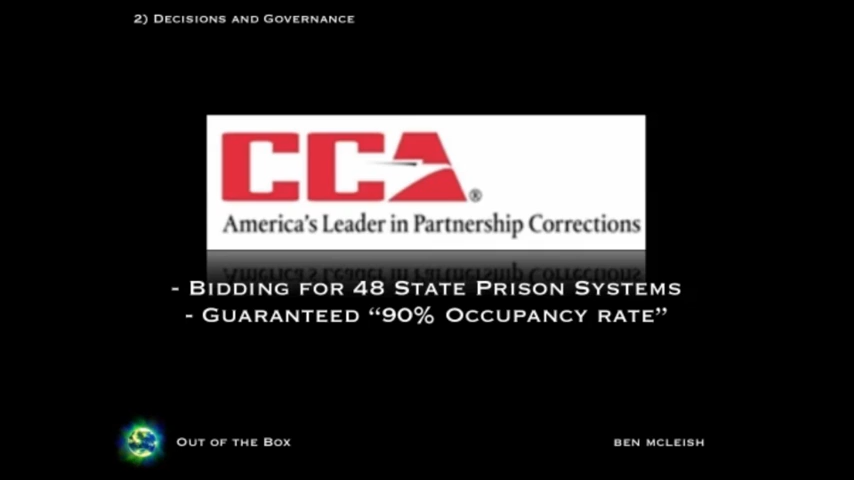 2) Decisions and Governance
CCA®
America's Leader in Partnership Corrections
- Bidding for 48 State Prison Systems
- Guaranteed “90% Occupancy rate”
Out of the Box
ben mcleish